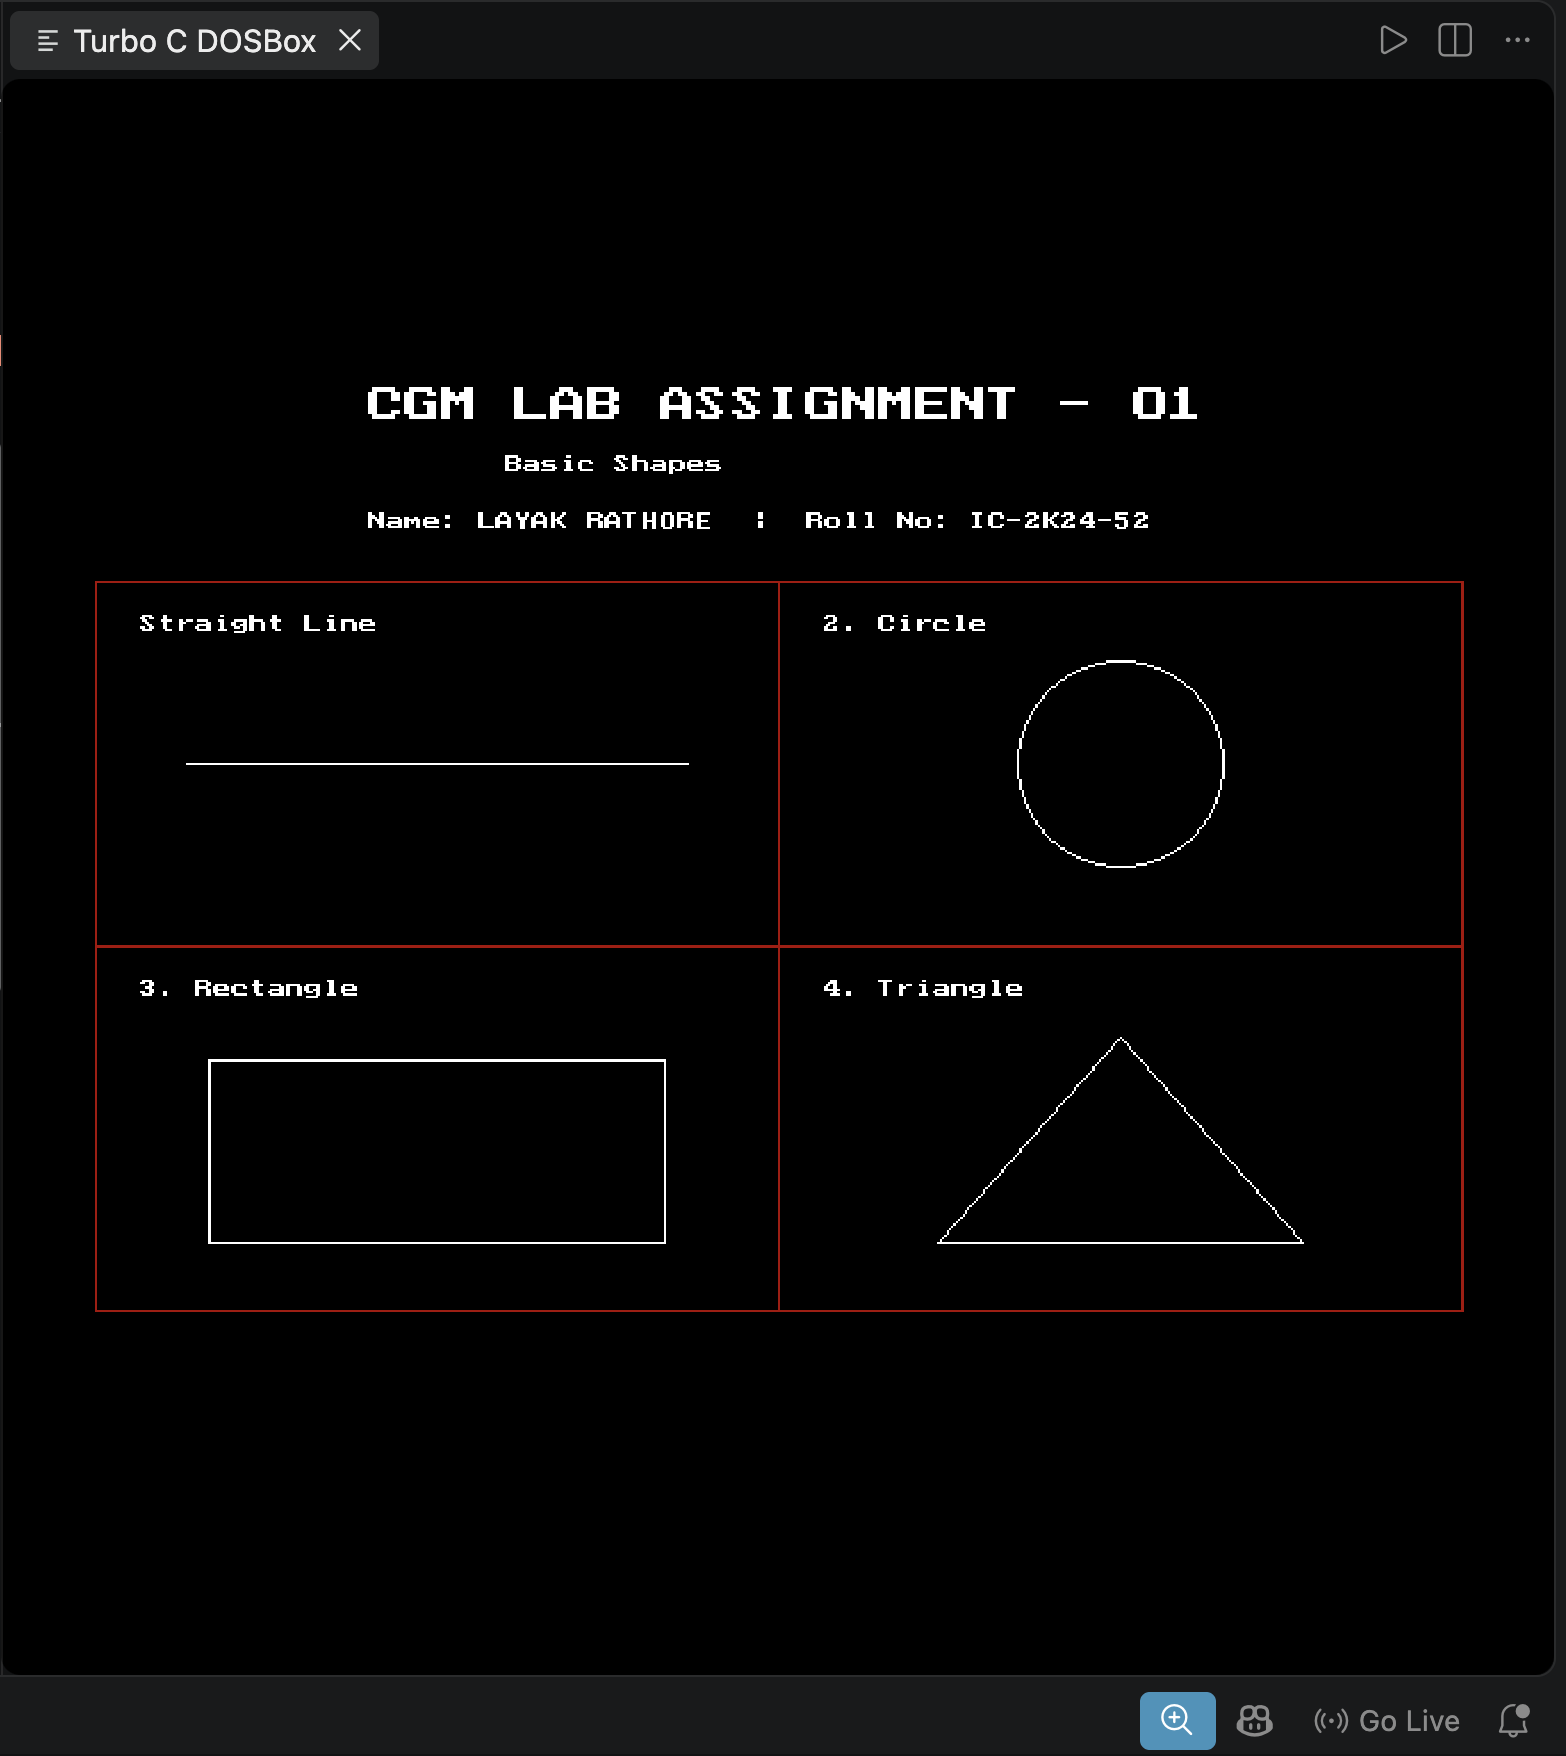 Turbo C DOSBox
CGM LAB ASSIGNMENT - 01
Basic Shapes
Name: LAYAK RATHORE | Roll No: IC-2K24-52
Straight Line
2. Circle
3. Rectangle
4. Triangle
Go Live